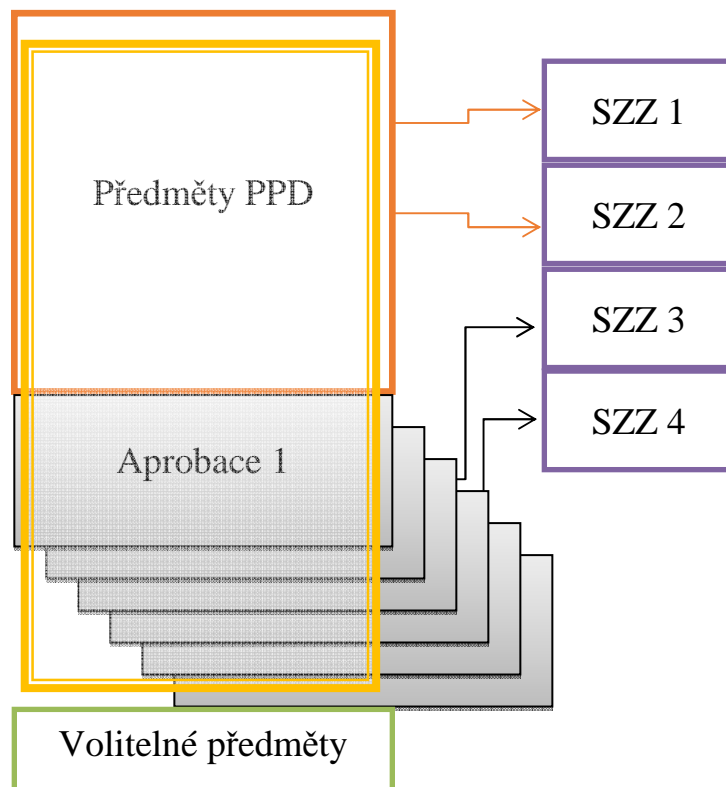 Předměty PPD
Aprobace 1
Volitelné předměty
SZZ 1
SZZ 2
SZZ 3
SZZ 4